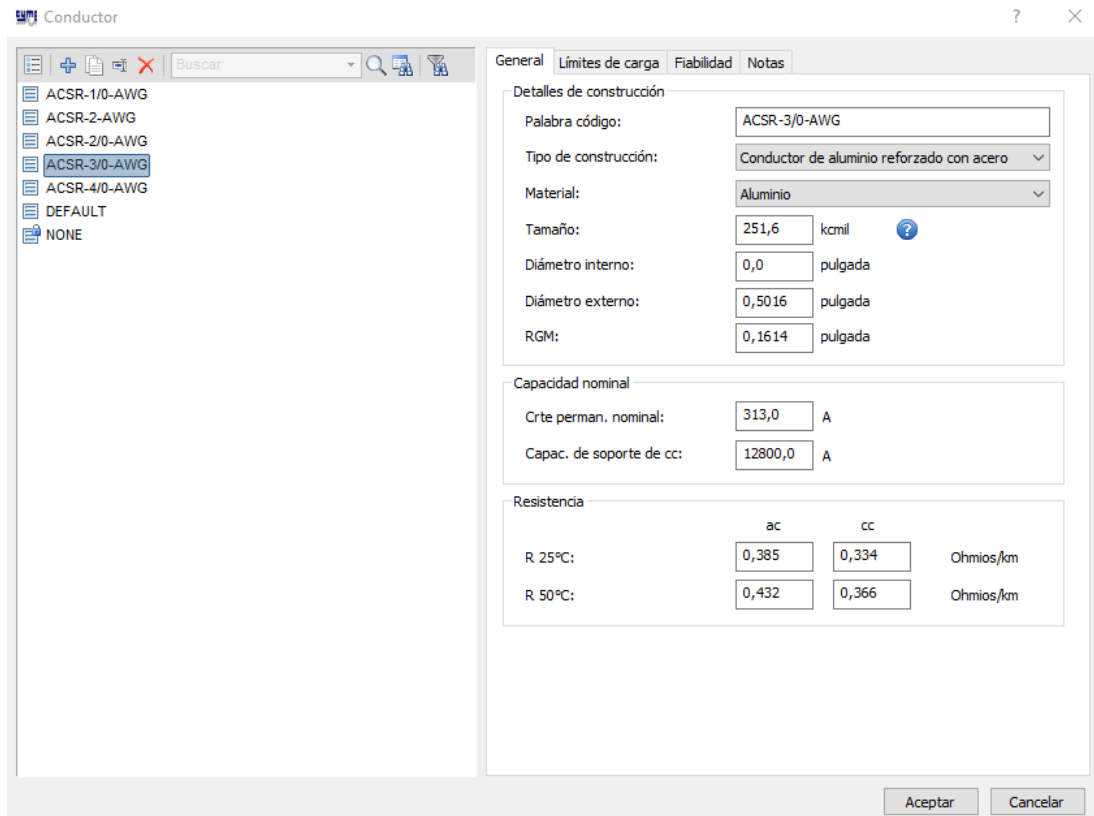 CYME Conductor ?
Buscar
ACSR-1/0-AWG
ACSR-2-AWG
ACSR-2/0-AWG
ACSR-3/0-AWG
ACSR-4/0-AWG
DEFAULT
NONE
General Límites de carga Fiabilidad Notas
Detalles de construcción
Palabra código: ACSR-3/0-AWG
Tipo de construcción: Conductor de aluminio reforzado con acero
Material: Aluminio
Tamaño: 251,6 kcmil ?
Diámetro interno: 0,0 pulgada
Diámetro externo: 0,5016 pulgada
RGM: 0,1614 pulgada
Capacidad nominal
Crte perman. nominal: 313,0 A
Capac. de soporte de cc: 12800,0 A
Resistencia
ac cc
R 25ºC: 0,385 0,334 Ohmios/km
R 50ºC: 0,432 0,366 Ohmios/km
Aceptar Cancelar